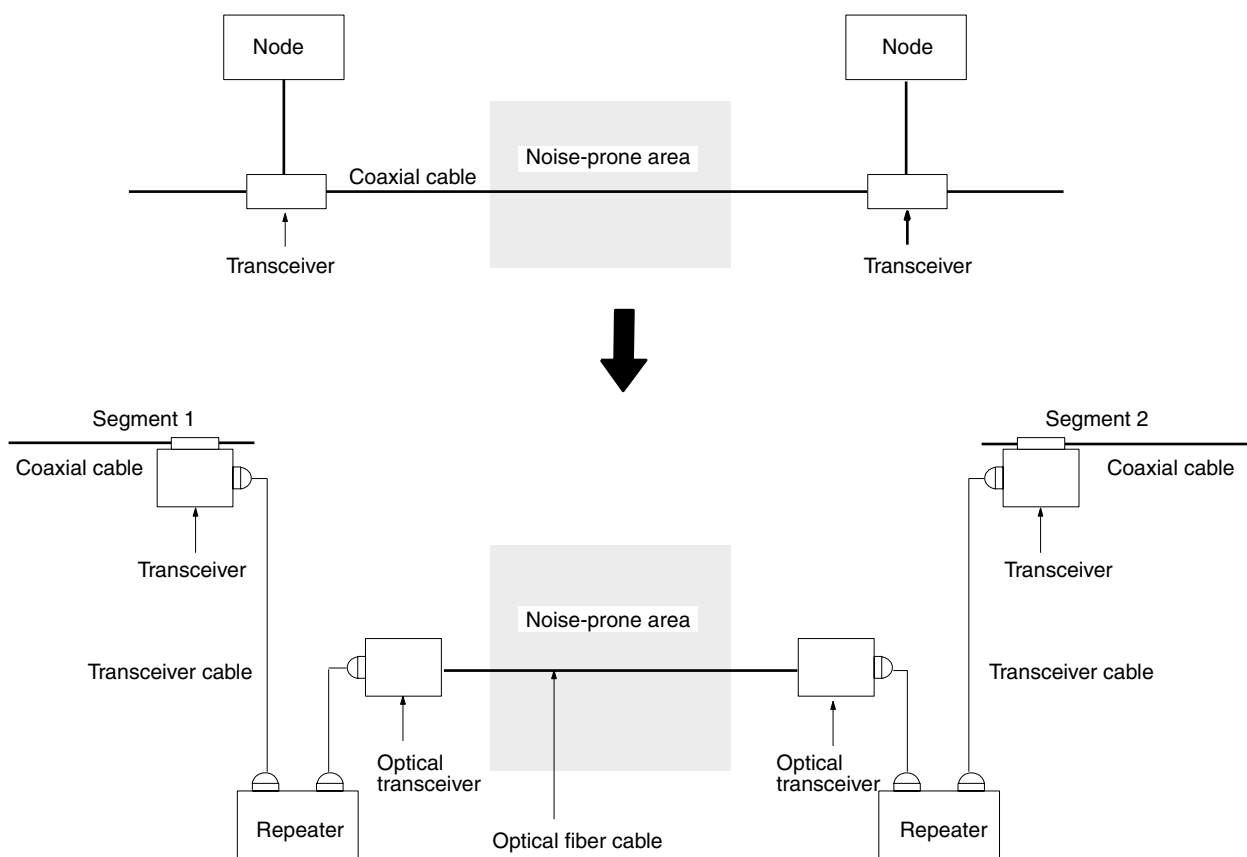 Node
Node
Noise-prone area
Coaxial cable
Transceiver
Transceiver
Segment 1
Segment 2
Coaxial cable
Coaxial cable
Transceiver
Transceiver
Noise-prone area
Transceiver cable
Transceiver cable
Optical
transceiver
Optical
transceiver
Repeater
Optical fiber cable
Repeater